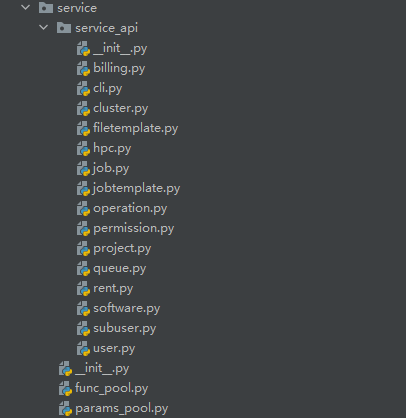 service
service_api
__init__.py
billing.py
cli.py
cluster.py
filetemplate.py
hpc.py
job.py
jobtemplate.py
operation.py
permission.py
project.py
queue.py
rent.py
software.py
subuser.py
user.py
__init__.py
func_pool.py
params_pool.py